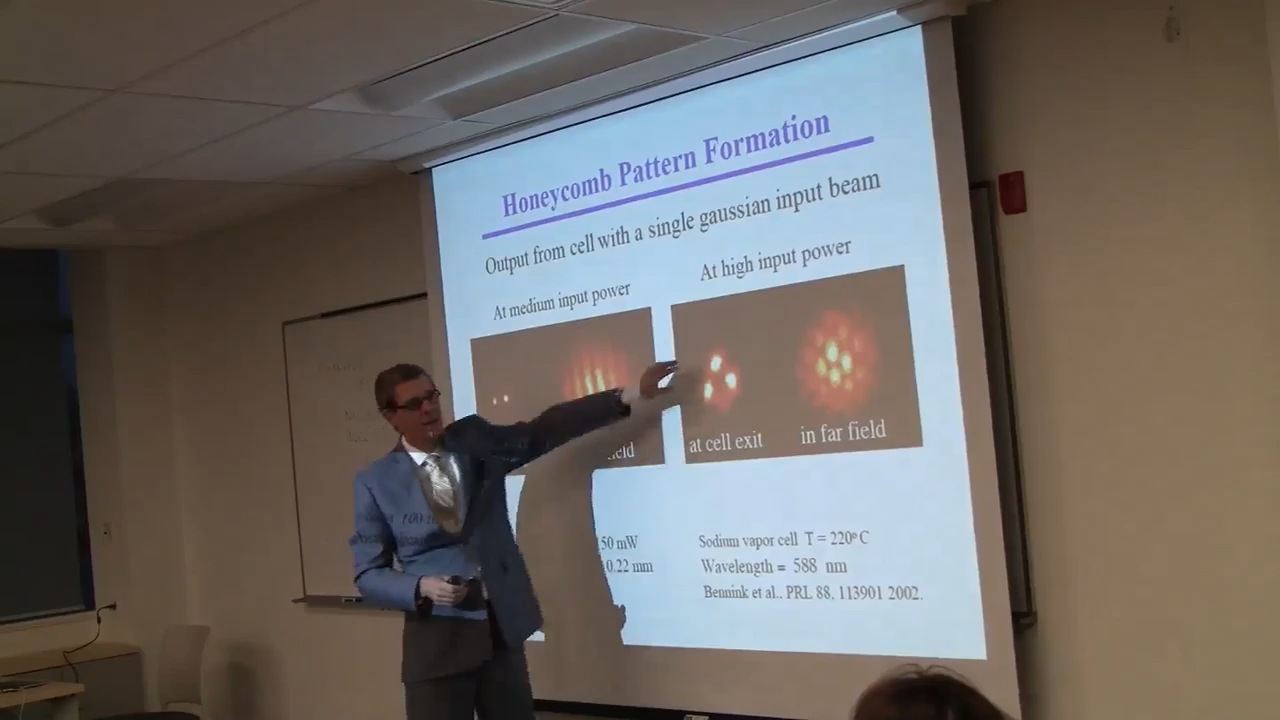 Honeycomb Pattern Formation
Output from cell with a single gaussian input beam
At medium input power
At high input power
at cell exit
in far field
50 mW
0.22 mm
Sodium vapor cell T = 220° C
Wavelength = 588 nm
Bennink et al., PRL 88, 113901 2002.